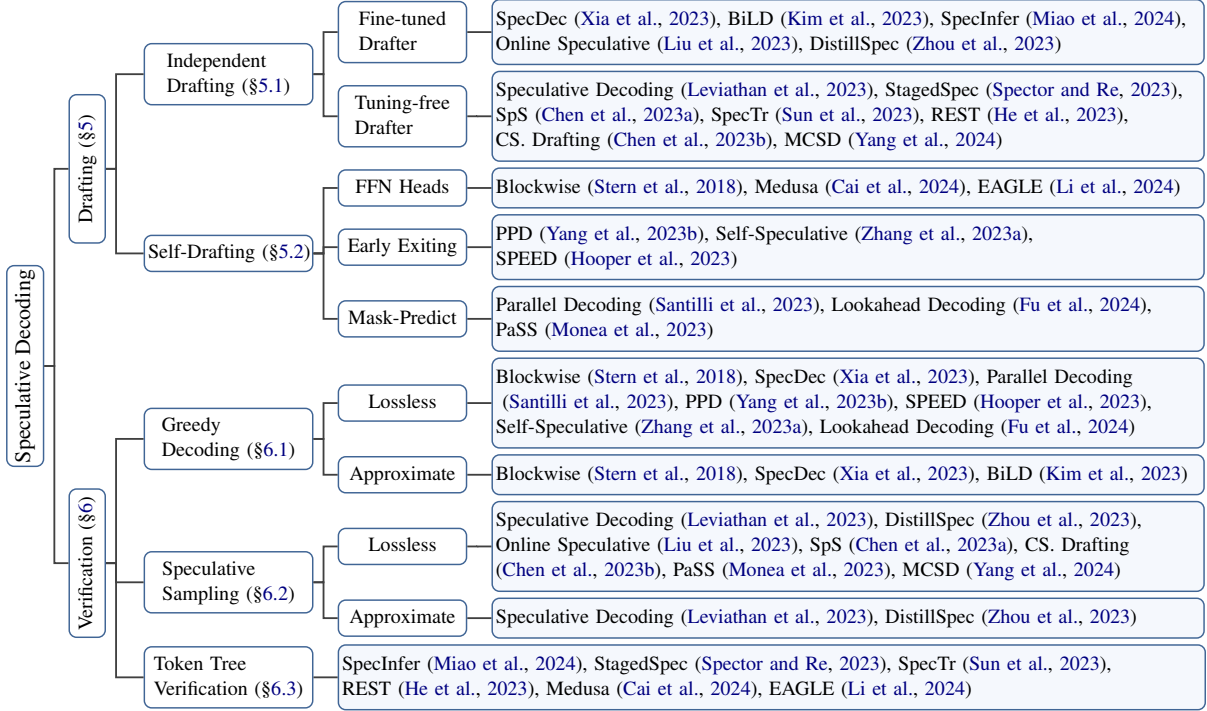 Speculative Decoding
Drafting (§5)
Independent
Drafting (§5.1)
Fine-tuned
Drafter
SpecDec (Xia et al., 2023), BiLD (Kim et al., 2023), SpecInfer (Miao et al., 2024),
Online Speculative (Liu et al., 2023), DistillSpec (Zhou et al., 2023)
Tuning-free
Drafter
Speculative Decoding (Leviathan et al., 2023), StagedSpec (Spector and Re, 2023),
SpS (Chen et al., 2023a), SpecTr (Sun et al., 2023), REST (He et al., 2023),
CS. Drafting (Chen et al., 2023b), MCSD (Yang et al., 2024)
Self-Drafting (§5.2)
FFN Heads
Blockwise (Stern et al., 2018), Medusa (Cai et al., 2024), EAGLE (Li et al., 2024)
Early Exiting
PPD (Yang et al., 2023b), Self-Speculative (Zhang et al., 2023a),
SPEED (Hooper et al., 2023)
Mask-Predict
Parallel Decoding (Santilli et al., 2023), Lookahead Decoding (Fu et al., 2024),
PaSS (Monea et al., 2023)
Verification (§6)
Greedy
Decoding (§6.1)
Lossless
Blockwise (Stern et al., 2018), SpecDec (Xia et al., 2023), Parallel Decoding
(Santilli et al., 2023), PPD (Yang et al., 2023b), SPEED (Hooper et al., 2023),
Self-Speculative (Zhang et al., 2023a), Lookahead Decoding (Fu et al., 2024)
Approximate
Blockwise (Stern et al., 2018), SpecDec (Xia et al., 2023), BiLD (Kim et al., 2023)
Speculative
Sampling (§6.2)
Lossless
Speculative Decoding (Leviathan et al., 2023), DistillSpec (Zhou et al., 2023),
Online Speculative (Liu et al., 2023), SpS (Chen et al., 2023a), CS. Drafting
(Chen et al., 2023b), PaSS (Monea et al., 2023), MCSD (Yang et al., 2024)
Approximate
Speculative Decoding (Leviathan et al., 2023), DistillSpec (Zhou et al., 2023)
Token Tree
Verification (§6.3)
SpecInfer (Miao et al., 2024), StagedSpec (Spector and Re, 2023), SpecTr (Sun et al., 2023),
REST (He et al., 2023), Medusa (Cai et al., 2024), EAGLE (Li et al., 2024)